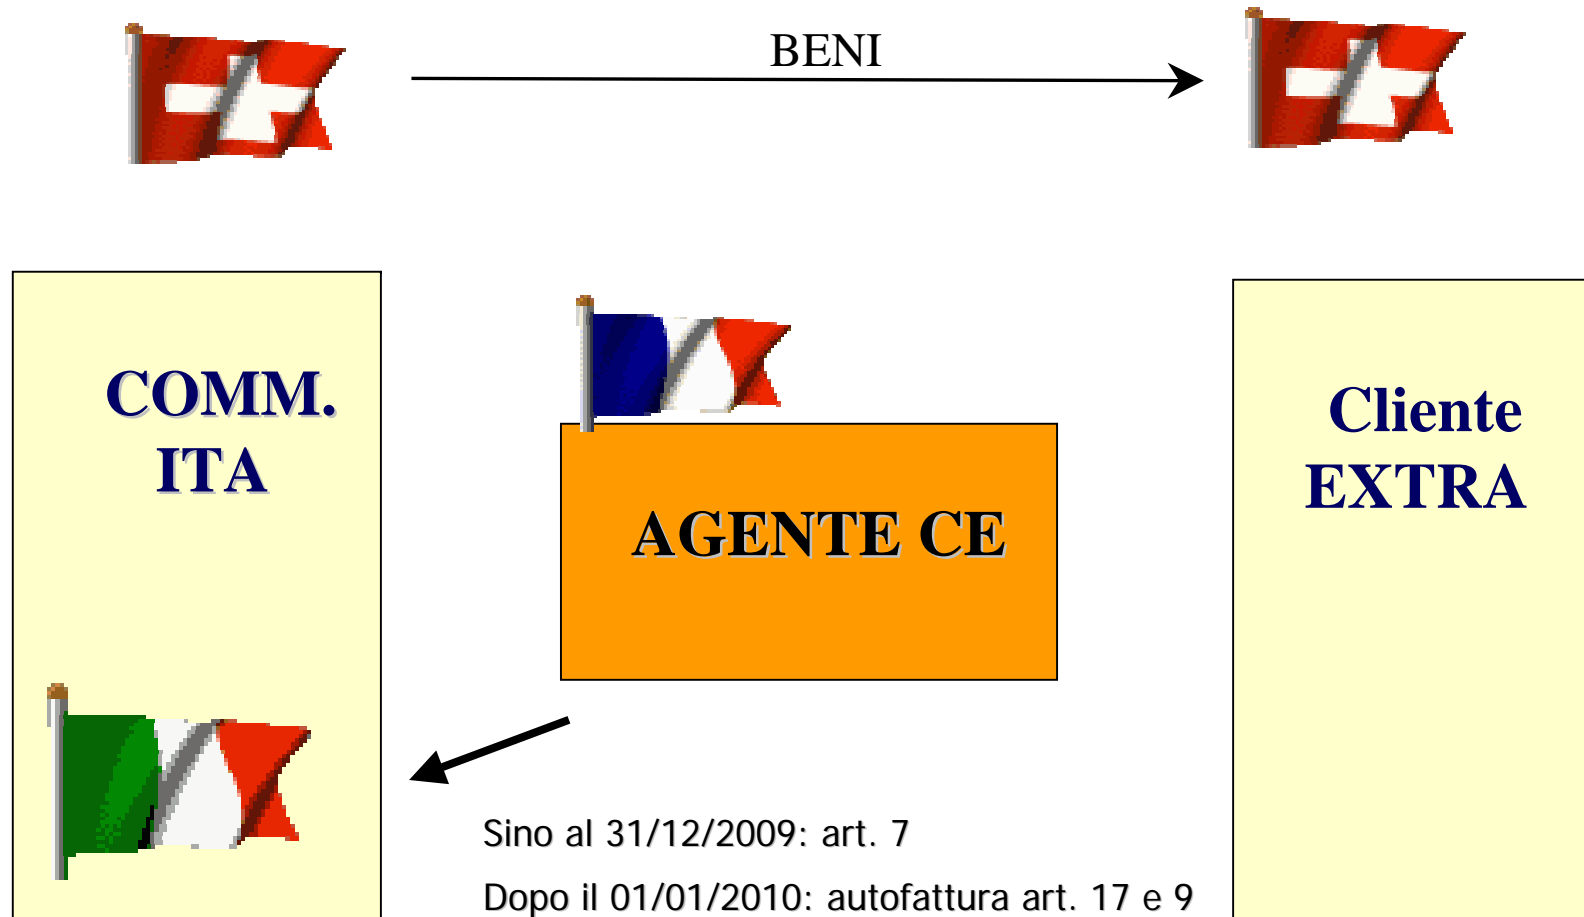 BENI
COMM.
ITA
AGENTE CE
Cliente
EXTRA
Sino al 31/12/2009: art. 7
Dopo il 01/01/2010: autofattura art. 17 e 9